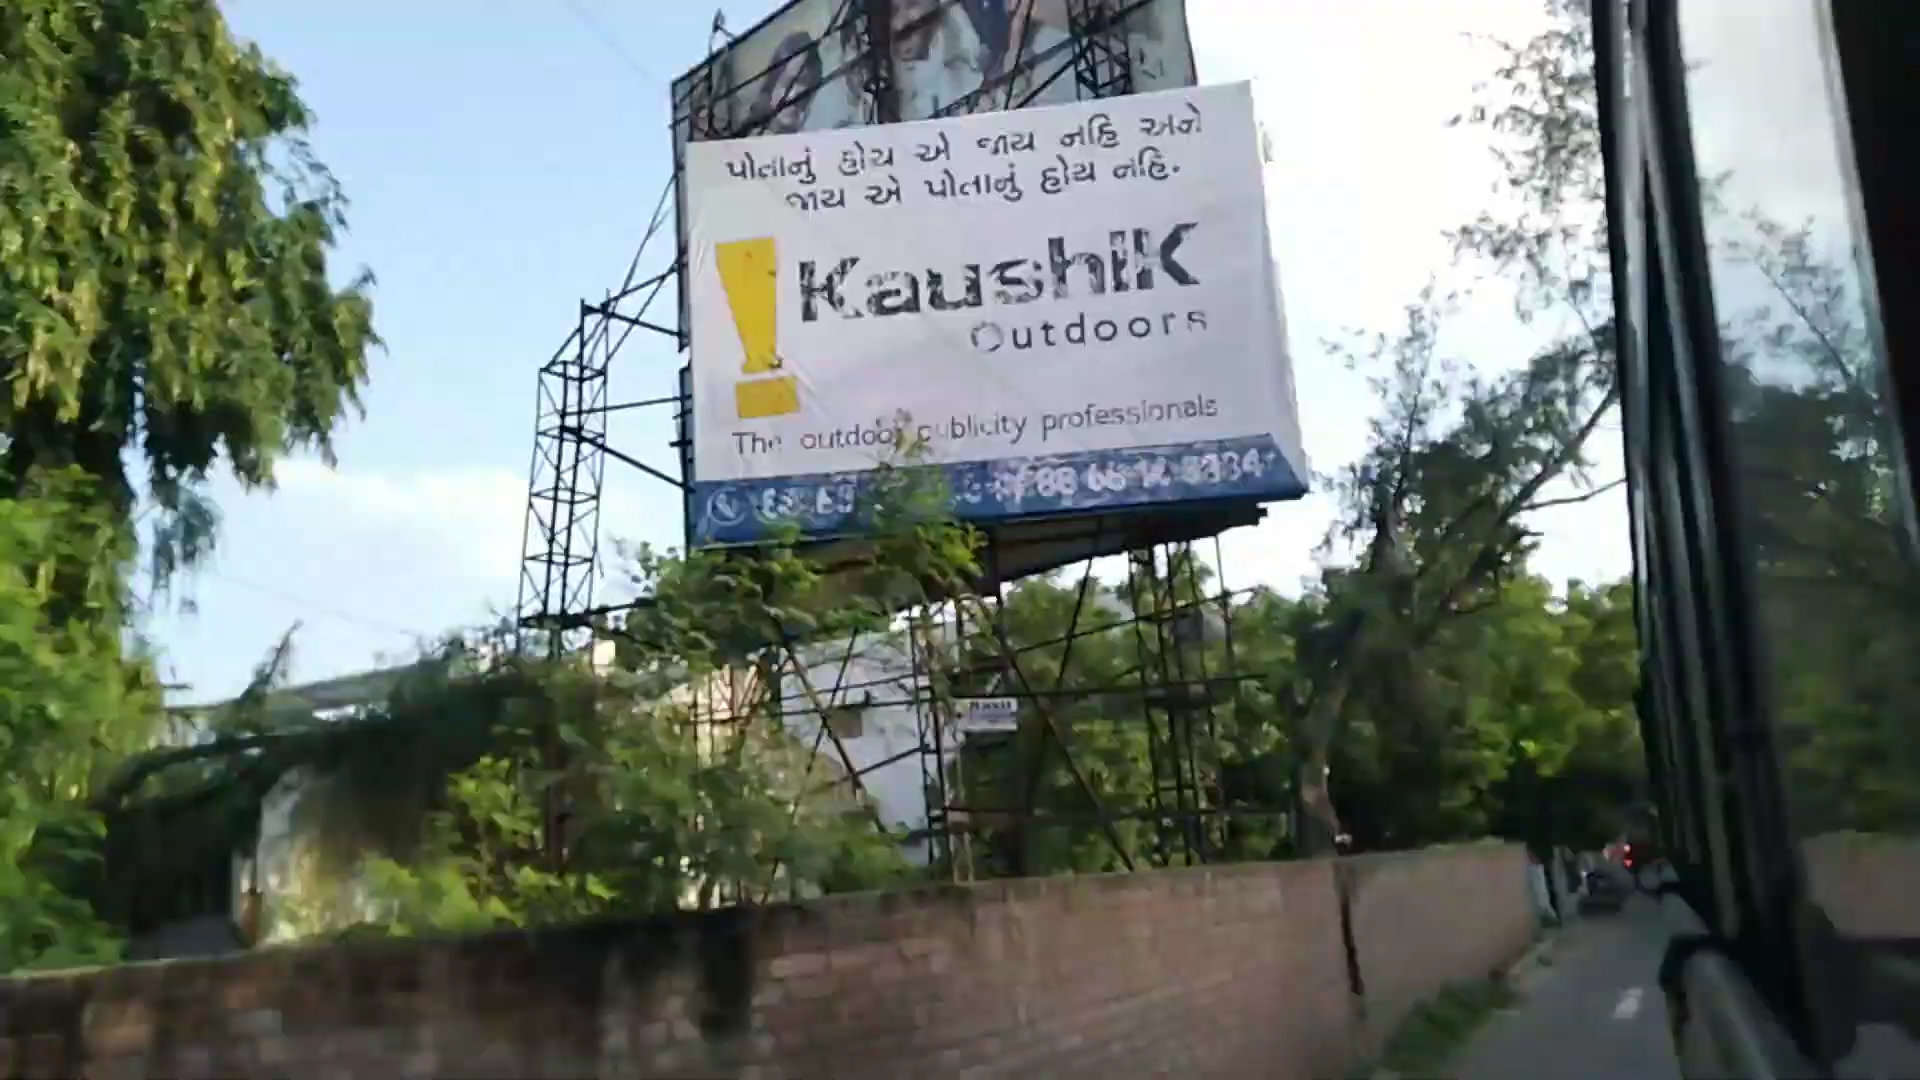 પોતાનું હોય એ જાય નહિ અને
જાય એ પોતાનું હોય નહિ.
Kaushik
Outdoors
The outdoor publicity professionals